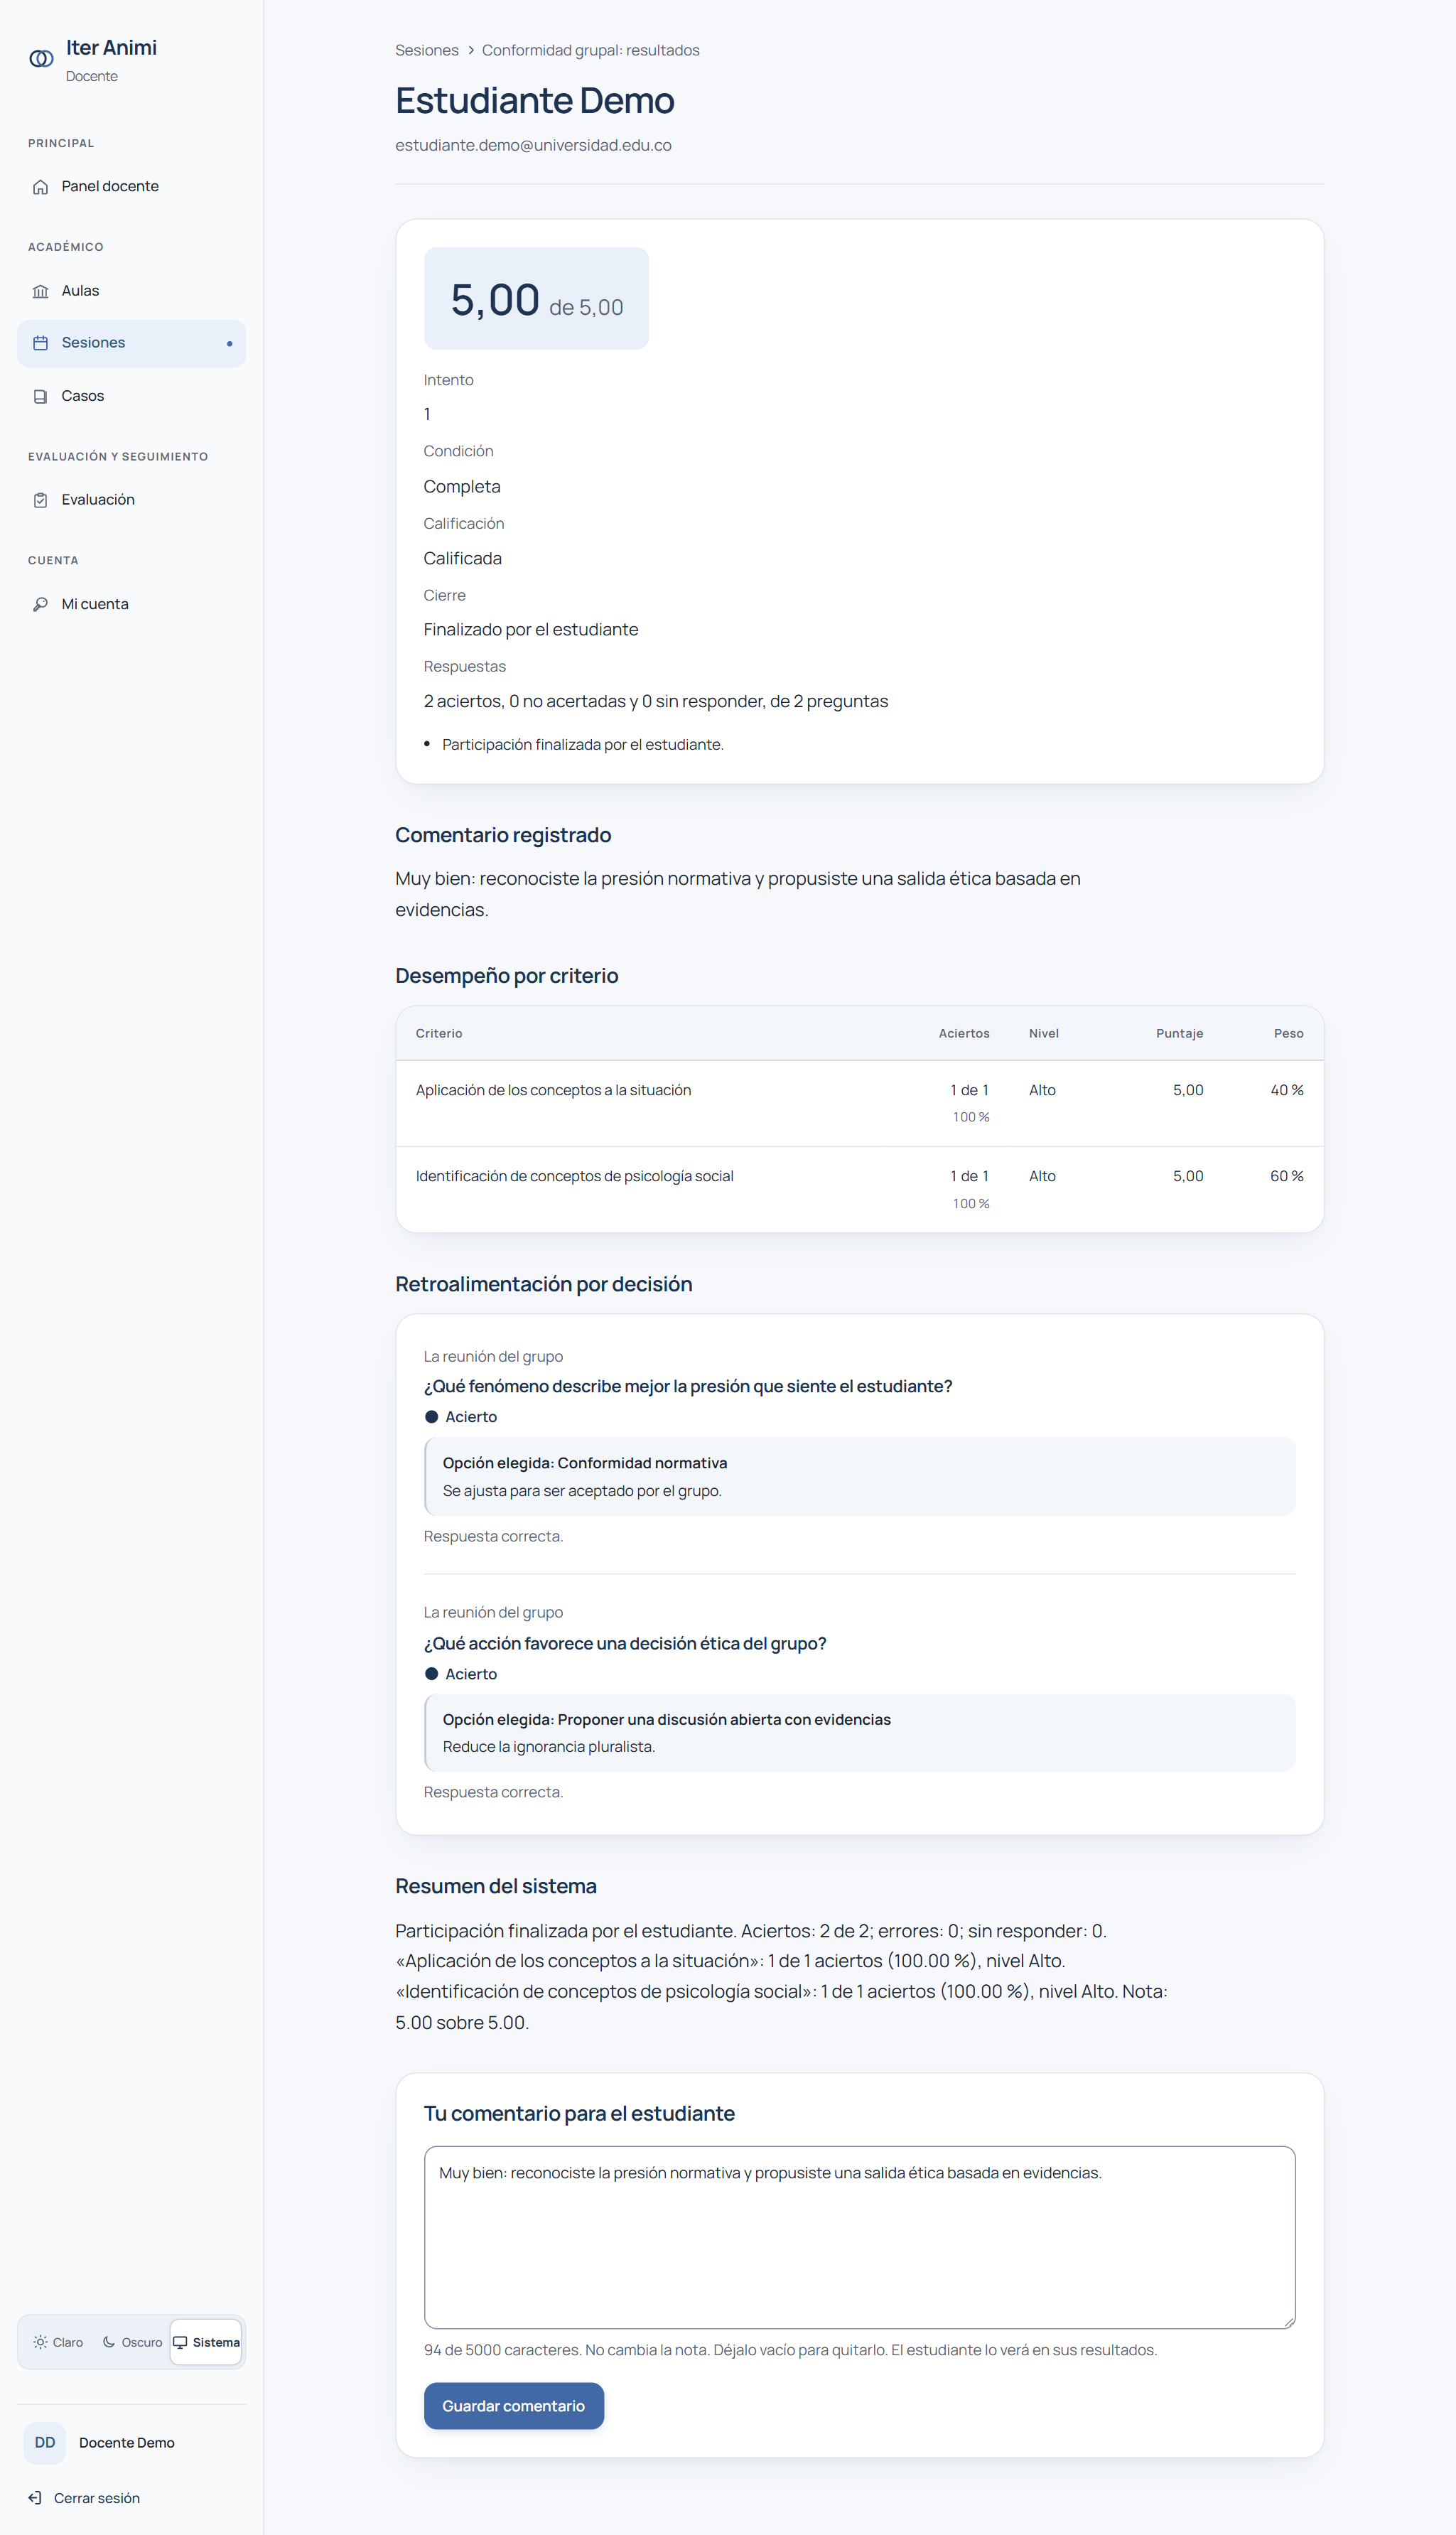 Iter Animi
Docente
PRINCIPAL
Panel docente
ACADÉMICO
Aulas
Sesiones
Casos
EVALUACIÓN Y SEGUIMIENTO
Evaluación
CUENTA
Mi cuenta
Claro
Oscuro
Sistema
DD
Docente Demo
Cerrar sesión
Sesiones > Conformidad grupal: resultados
Estudiante Demo
estudiante.demo@universidad.edu.co
5,00 de 5,00
Intento
1
Condición
Completa
Calificación
Calificada
Cierre
Finalizado por el estudiante
Respuestas
2 aciertos, 0 no acertadas y 0 sin responder, de 2 preguntas
• Participación finalizada por el estudiante.
Comentario registrado
Muy bien: reconociste la presión normativa y propusiste una salida ética basada en
evidencias.
Desempeño por criterio
Criterio Aciertos Nivel Puntaje Peso
Aplicación de los conceptos a la situación 1 de 1 Alto 5,00 40 %
100 %
Identificación de conceptos de psicología social 1 de 1 Alto 5,00 60 %
100 %
Retroalimentación por decisión
La reunión del grupo
¿Qué fenómeno describe mejor la presión que siente el estudiante?
Acierto
Opción elegida: Conformidad normativa
Se ajusta para ser aceptado por el grupo.
Respuesta correcta.
La reunión del grupo
¿Qué acción favorece una decisión ética del grupo?
Acierto
Opción elegida: Proponer una discusión abierta con evidencias
Reduce la ignorancia pluralista.
Respuesta correcta.
Resumen del sistema
Participación finalizada por el estudiante. Aciertos: 2 de 2; errores: 0; sin responder: 0.
«Aplicación de los conceptos a la situación»: 1 de 1 aciertos (100.00 %), nivel Alto.
«Identificación de conceptos de psicología social»: 1 de 1 aciertos (100.00 %), nivel Alto. Nota:
5.00 sobre 5.00.
Tu comentario para el estudiante
Muy bien: reconociste la presión normativa y propusiste una salida ética basada en evidencias.
94 de 5000 caracteres. No cambia la nota. Déjalo vacío para quitarlo. El estudiante lo verá en sus resultados.
Guardar comentario